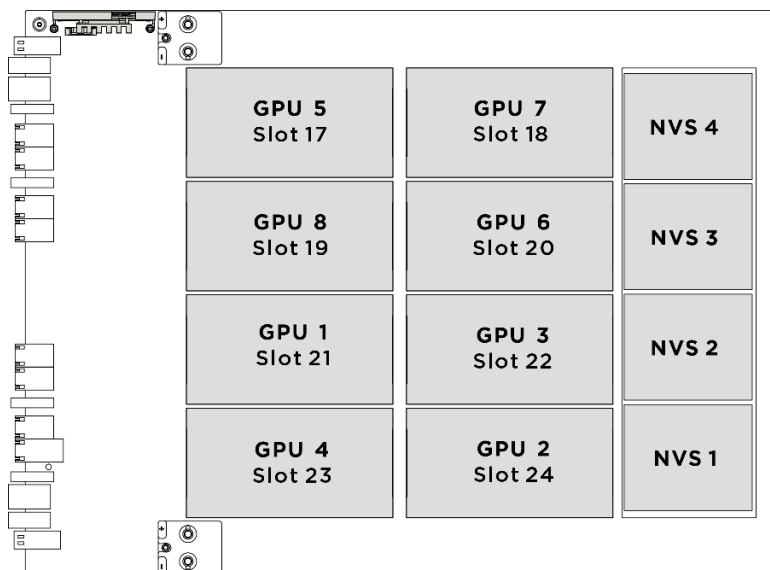 +
-
GPU 5
Slot 17
GPU 7
Slot 18
NVS 4
GPU 8
Slot 19
GPU 6
Slot 20
NVS 3
GPU 1
Slot 21
GPU 3
Slot 22
NVS 2
GPU 4
Slot 23
GPU 2
Slot 24
NVS 1
+
-